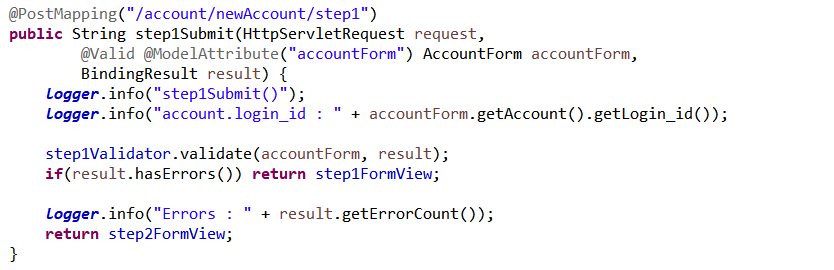 @PostMapping("/account/newAccount/step1")
public String step1Submit(HttpServletRequest request,
        @Valid @ModelAttribute("accountForm") AccountForm accountForm,
        BindingResult result) {
    logger.info("step1Submit()");
    logger.info("account.login_id : " + accountForm.getAccount().getLogin_id());

    step1Validator.validate(accountForm, result);
    if(result.hasErrors()) return step1FormView;

    logger.info("Errors : " + result.getErrorCount());
    return step2FormView;
}